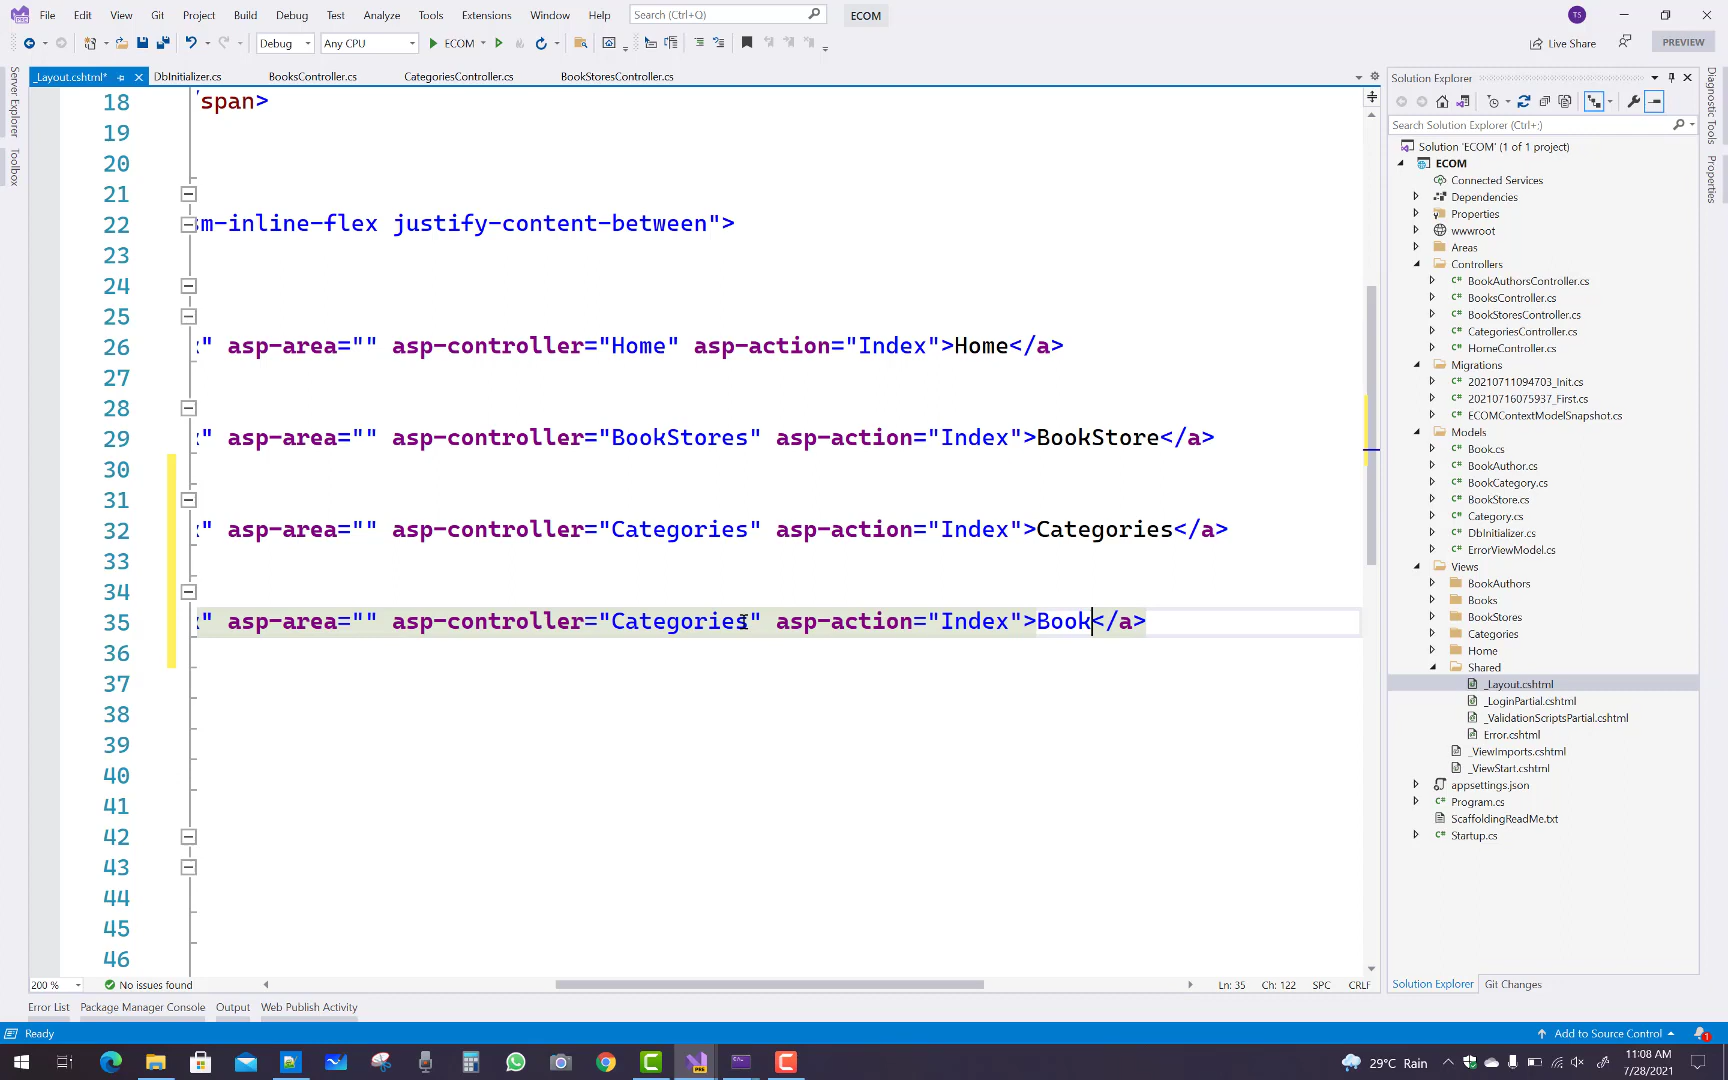 File Edit View Git Project Build Debug Test Analyze Tools Extensions Window Help Search (Ctrl+Q) ECOM TS
Debug Any CPU ECOM Live Share PREVIEW
_Layout.cshtml* DbInitializer.cs BooksController.cs CategoriesController.cs BookStoresController.cs
Server Explorer
Toolbox
18 /span>
19
20
21
22 m-inline-flex justify-content-between">
23
24
25
26 " asp-area="" asp-controller="Home" asp-action="Index">Home</a>
27
28
29 " asp-area="" asp-controller="BookStores" asp-action="Index">BookStore</a>
30
31
32 " asp-area="" asp-controller="Categories" asp-action="Index">Categories</a>
33
34
35 " asp-area="" asp-controller="Categories" asp-action="Index">Book</a>
36
37
38
39
40
41
42
43
44
45
46
200 % No issues found Ln: 35 Ch: 122 SPC CRLF
Solution Explorer
Search Solution Explorer (Ctrl+;)
Solution 'ECOM' (1 of 1 project)
ECOM
Connected Services
Dependencies
Properties
wwwroot
Areas
Controllers
C# BookAuthorsController.cs
C# BooksController.cs
C# BookStoresController.cs
C# CategoriesController.cs
C# HomeController.cs
Migrations
C# 20210711094703_Init.cs
C# 20210716075937_First.cs
C# ECOMContextModelSnapshot.cs
Models
C# Book.cs
C# BookAuthor.cs
C# BookCategory.cs
C# BookStore.cs
C# Category.cs
C# DbInitializer.cs
C# ErrorViewModel.cs
Views
BookAuthors
Books
BookStores
Categories
Home
Shared
_Layout.cshtml
_LoginPartial.cshtml
_ValidationScriptsPartial.cshtml
Error.cshtml
_ViewImports.cshtml
_ViewStart.cshtml
appsettings.json
C# Program.cs
ScaffoldingReadMe.txt
C# Startup.cs
Solution Explorer Git Changes
Diagnostic Tools
Properties
Error List Package Manager Console Output Web Publish Activity
Ready Add to Source Control 1
29°C Rain 11:08 AM
7/28/2021